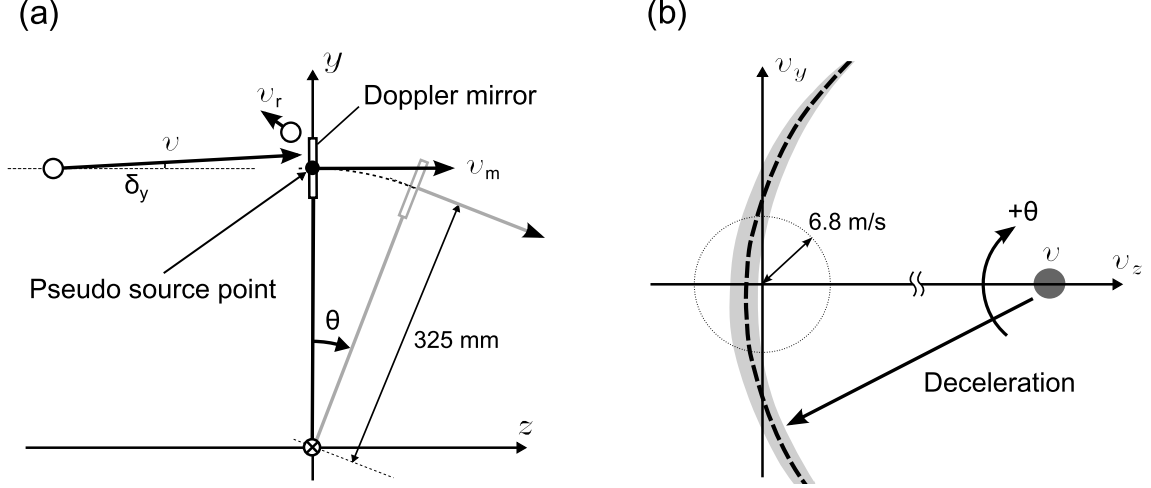 (a)
y
Doppler mirror
v_r
v
v_m
δ_y
Pseudo source point
θ
325 mm
z
(b)
v_y
6.8 m/s
+θ
v
v_z
Deceleration